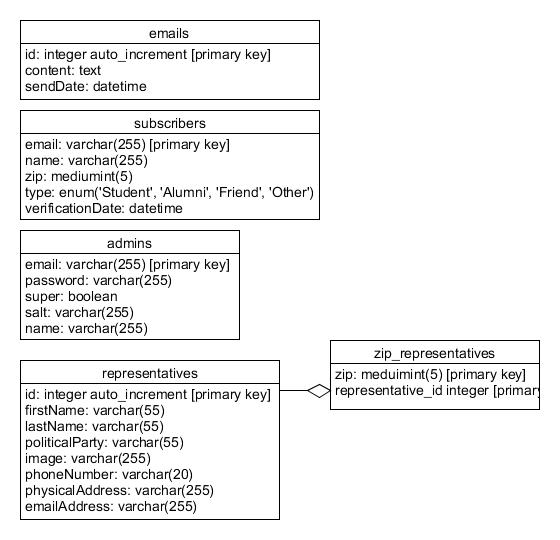 emails
id: integer auto_increment [primary key]
content: text
sendDate: datetime
subscribers
email: varchar(255) [primary key]
name: varchar(255)
zip: mediumint(5)
type: enum('Student', 'Alumni', 'Friend', 'Other')
verificationDate: datetime
admins
email: varchar(255) [primary key]
password: varchar(255)
super: boolean
salt: varchar(255)
name: varchar(255)
representatives
id: integer auto_increment [primary key]
firstName: varchar(55)
lastName: varchar(55)
politicalParty: varchar(55)
image: varchar(255)
phoneNumber: varchar(20)
physicalAddress: varchar(255)
emailAddress: varchar(255)
zip_representatives
zip: meduimint(5) [primary key]
representative_id integer [primary